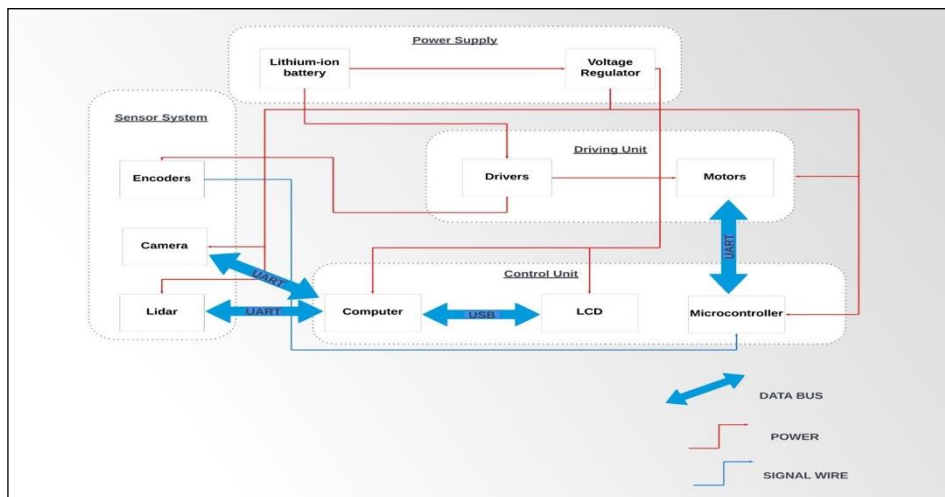 Power Supply
Lithium-ion
battery
Voltage
Regulator
Sensor System
Encoders
Camera
Lidar
Driving Unit
Drivers
Motors
UART
UART
UART
Control Unit
Computer
USB
LCD
Microcontroller
DATA BUS
POWER
SIGNAL WIRE